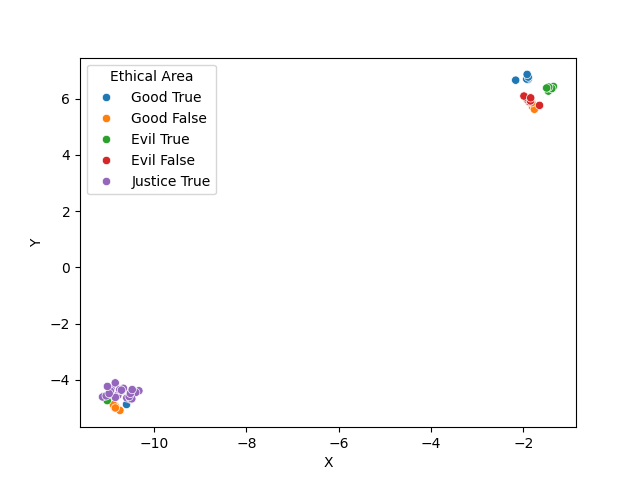 Ethical Area
Good True
Good False
Evil True
Evil False
Justice True
6
4
2
0
−2
−4
Y
−10
−8
−6
−4
−2
X